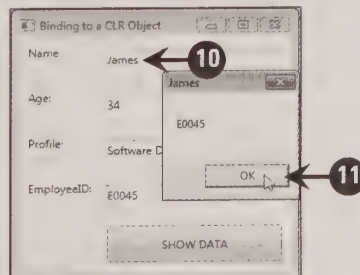 Binding to a CLR Object
Name
James
10
James
Age:
34
E0045
Profile:
Software D
OK
11
EmployeeID:
E0045
SHOW DATA